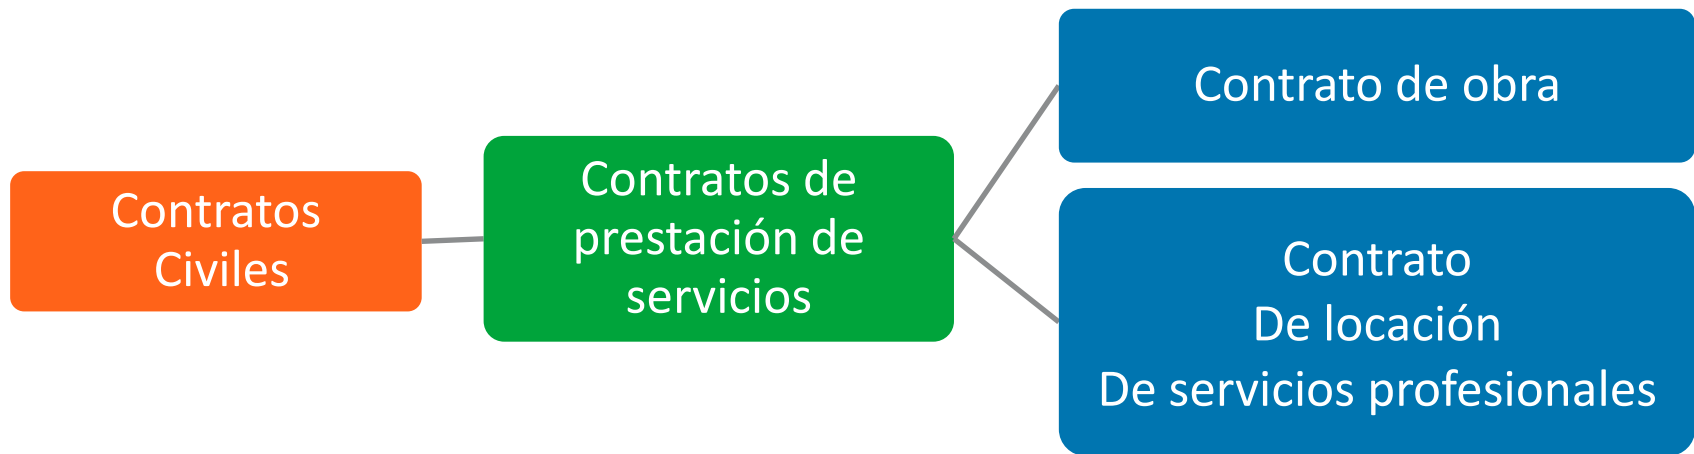 Contratos
Civiles
Contratos de
prestación de
servicios
Contrato de obra
Contrato
De locación
De servicios profesionales